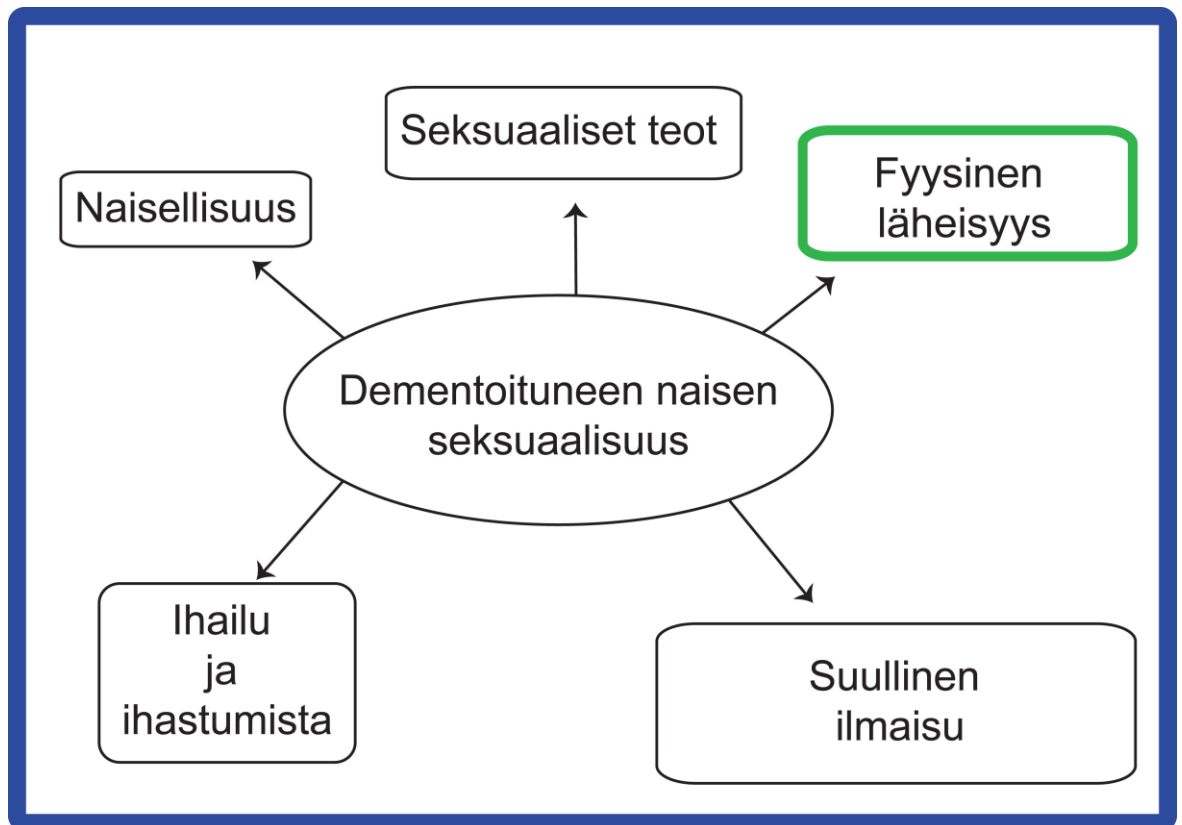 Seksuaaliset teot
Fyysinen
läheisyys
Naisellisuus
Dementoituneen naisen
seksuaalisuus
Ihailu
ja
ihastumista
Suullinen
ilmaisu